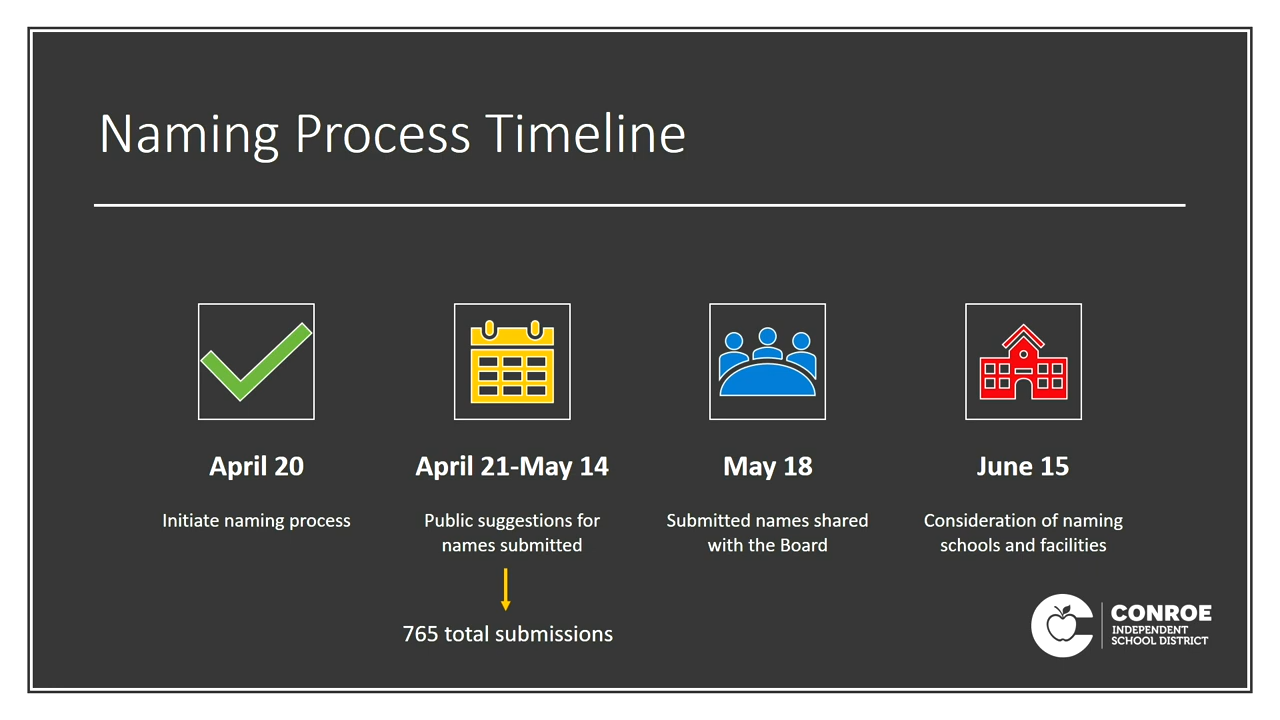 Naming Process Timeline
April 20
Initiate naming process
April 21-May 14
Public suggestions for
names submitted
765 total submissions
May 18
Submitted names shared
with the Board
June 15
Consideration of naming
schools and facilities
CONROE
INDEPENDENT
SCHOOL DISTRICT